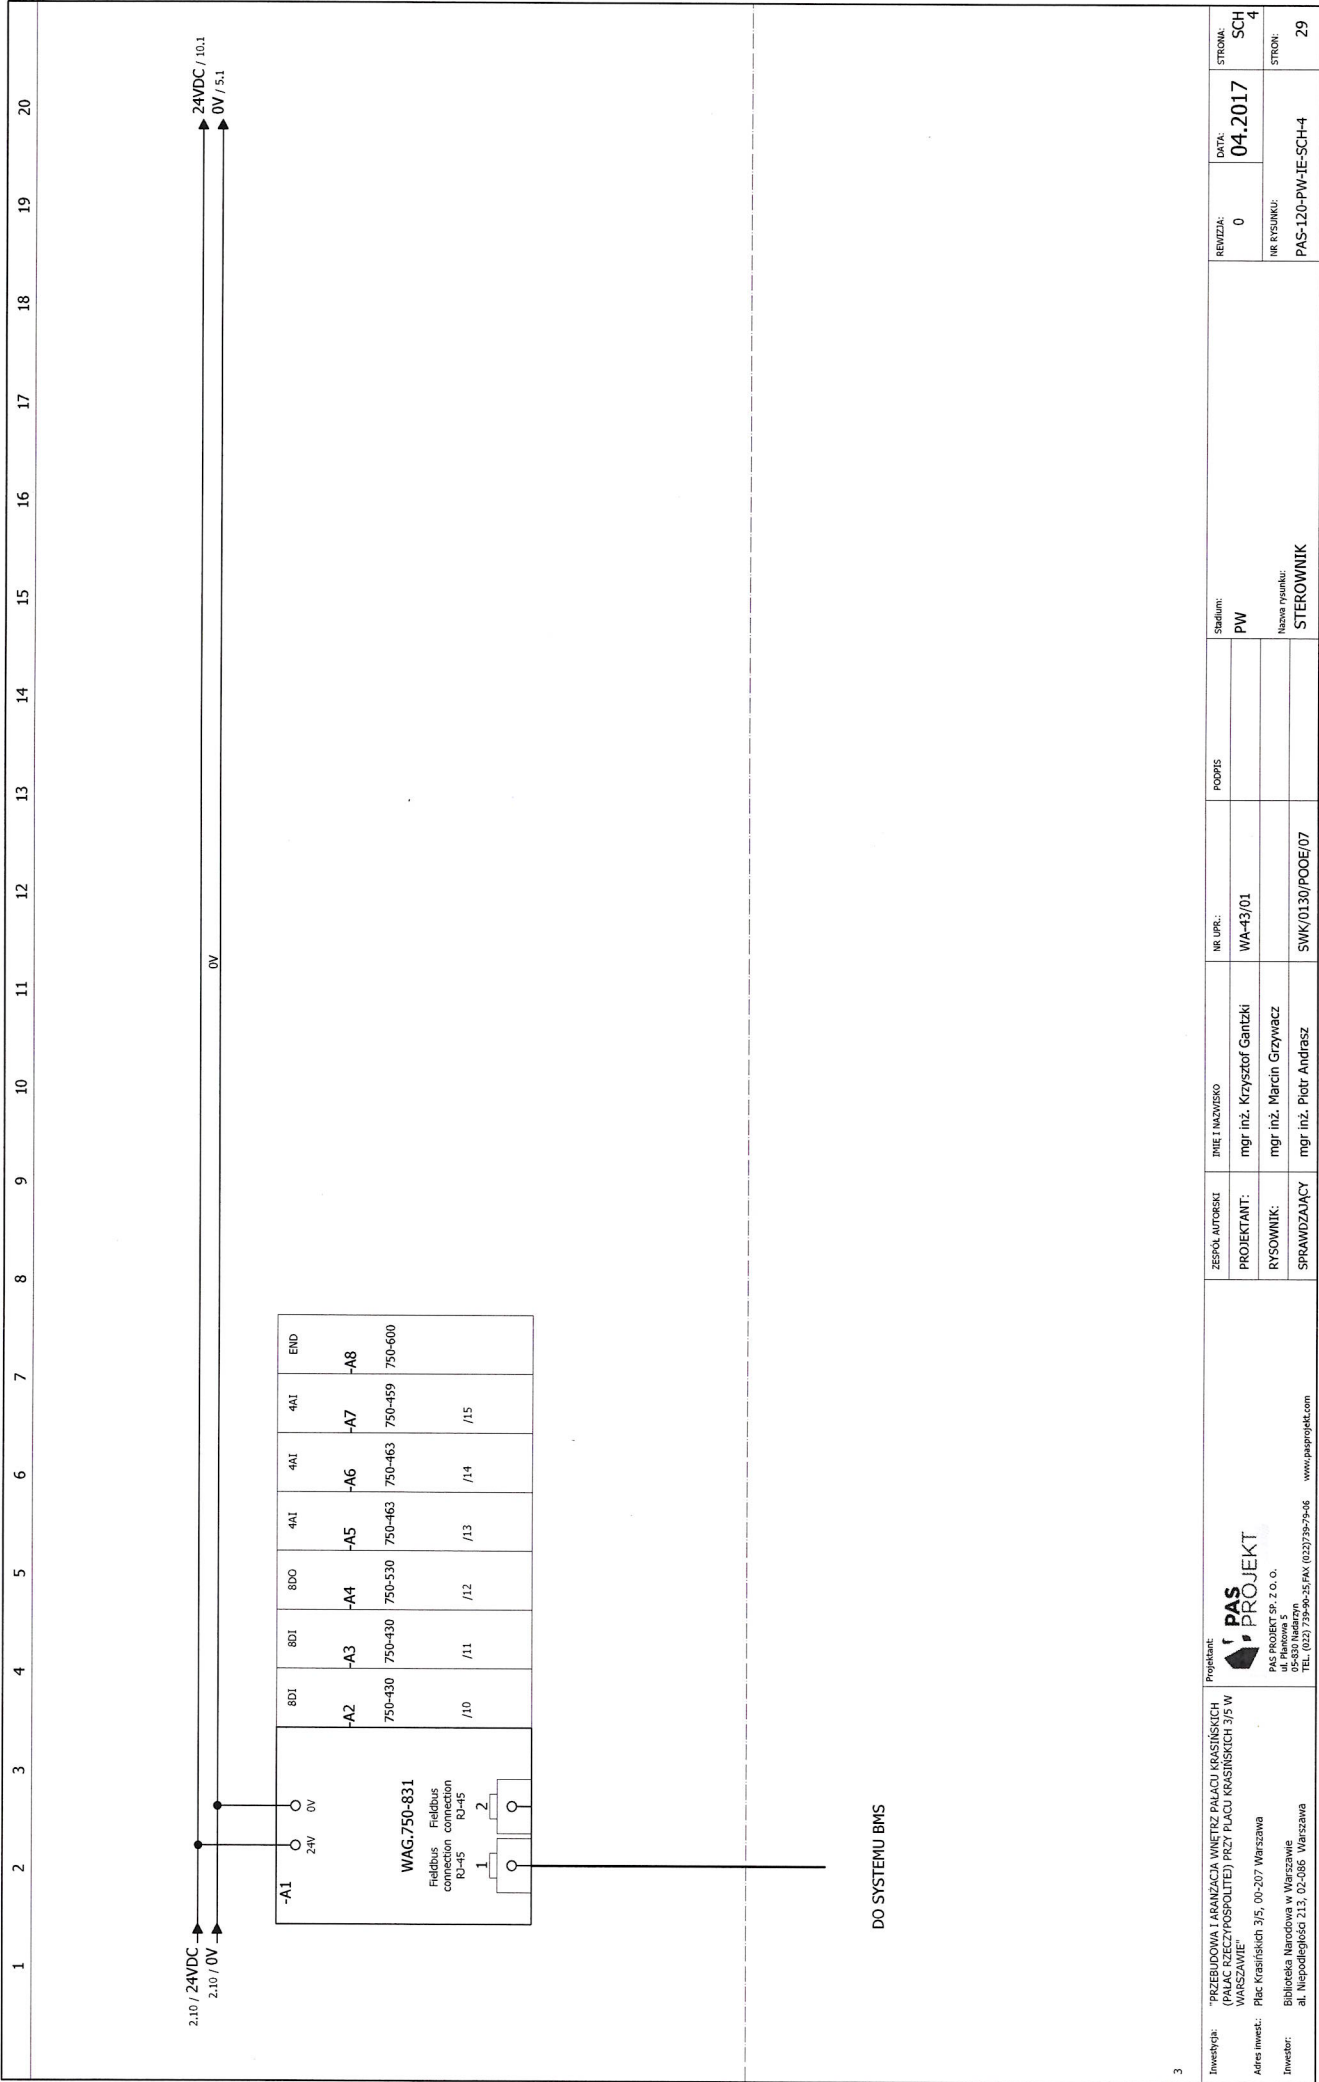 1 2 3 4 5 6 7 8 9 10 11 12 13 14 15 16 17 18 19 20
2.10 / 24VDC
2.10 / 0V
0V
24VDC / 10.1
0V / 5.1
-A1
24V 0V
WAG.750-831
Fieldbus connection RJ-45
Fieldbus connection RJ-45
1 2
8DI 8DI 8DO 4AI 4AI 4AI END
-A2 -A3 -A4 -A5 -A6 -A7 -A8
750-430 750-430 750-530 750-463 750-463 750-459 750-600
/10 /11 /12 /13 /14 /15
DO SYSTEMU BMS
3
Inwestycja: "PRZEBUDOWA I ARANŻACJA WNĘTRZ PAŁACU KRASIŃSKICH
(PAŁAC RZECZYPOSPOLITEJ) PRZY PLACU KRASIŃSKICH 3/5 W
WARSZAWIE"
Adres inwest.: Plac Krasińskich 3/5, 00-207 Warszawa
Inwestor: Biblioteka Narodowa w Warszawie
al. Niepodległości 213, 02-086 Warszawa
Projektant:
PAS
PROJEKT
PAS PROJEKT SP. Z O. O.
ul. Plantowa 5
05-830 Nadarzyn
TEL. (022) 739-90-25,FAX (022)739-79-06 www.pasprojekt.com
ZESPÓŁ AUTORSKI IMIĘ I NAZWISKO NR UPR.: PODPIS
PROJEKTANT: mgr inż. Krzysztof Gantzki WA-43/01
RYSOWNIK: mgr inż. Marcin Grzywacz
SPRAWDZAJĄCY mgr inż. Piotr Andrasz SWK/0130/POOE/07
Stadium:
PW
Nazwa rysunku:
STEROWNIK
REWIZJA: DATA: STRONA:
0 04.2017 SCH 4
NR RYSUNKU: STRON:
PAS-120-PW-IE-SCH-4 29